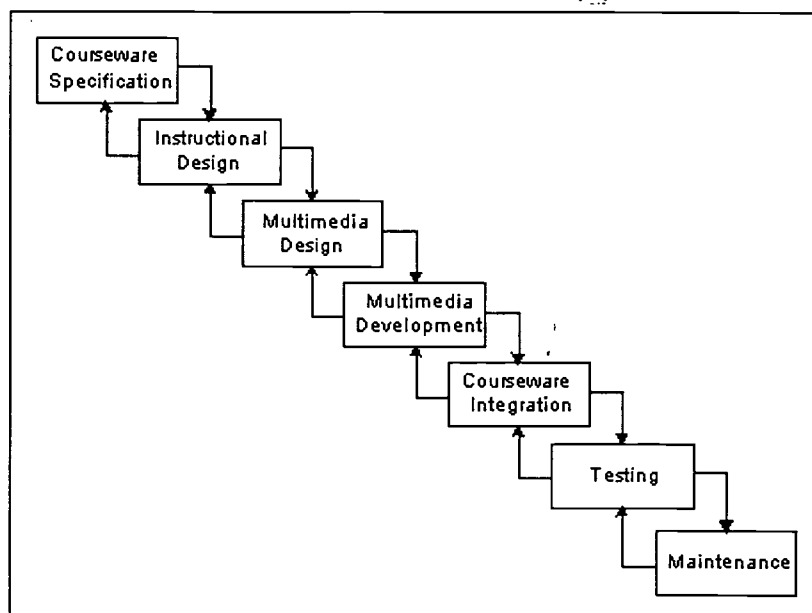 Courseware
Specification
Instructional
Design
Multimedia
Design
Multimedia
Development
Courseware
Integration
Testing
Maintenance